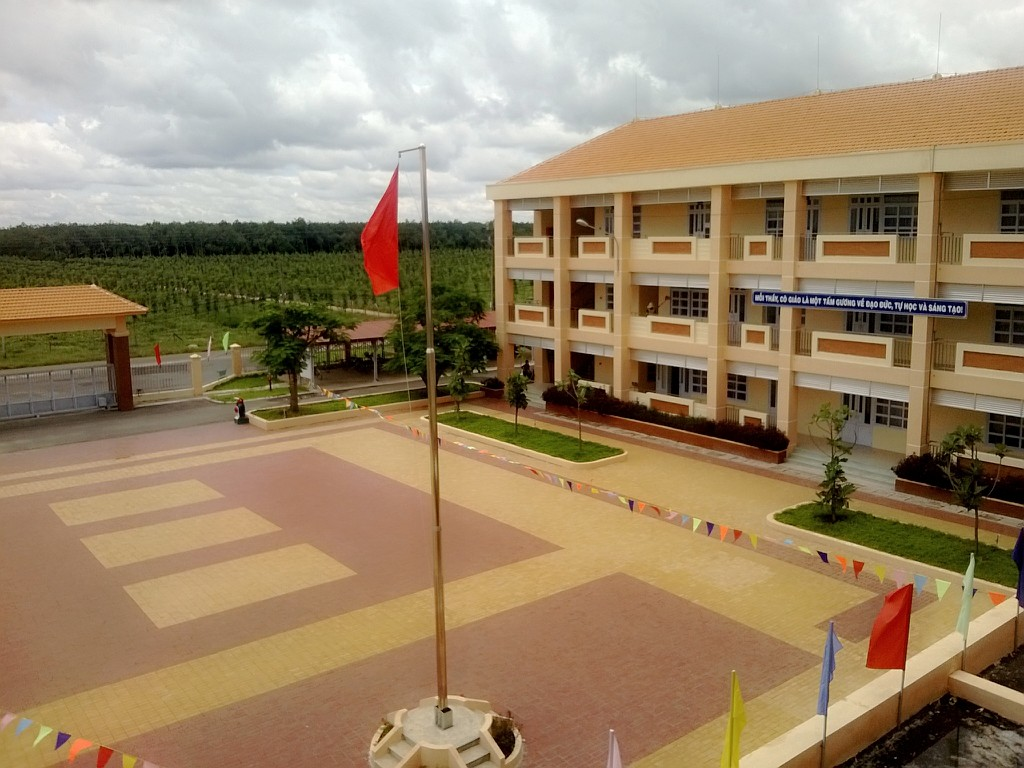 MỖI THẦY, CÔ GIÁO LÀ MỘT TẤM GƯƠNG VỀ ĐẠO ĐỨC, TỰ HỌC VÀ SÁNG TẠO!